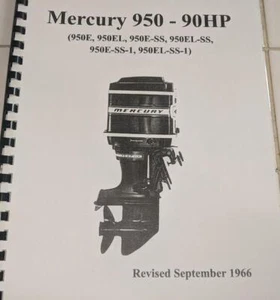 Mercury 950 - 90HP
(950E, 950EL, 950E-SS, 950EL-SS,
950E-SS-1, 950EL-SS-1)
MERCURY
Revised September 1966